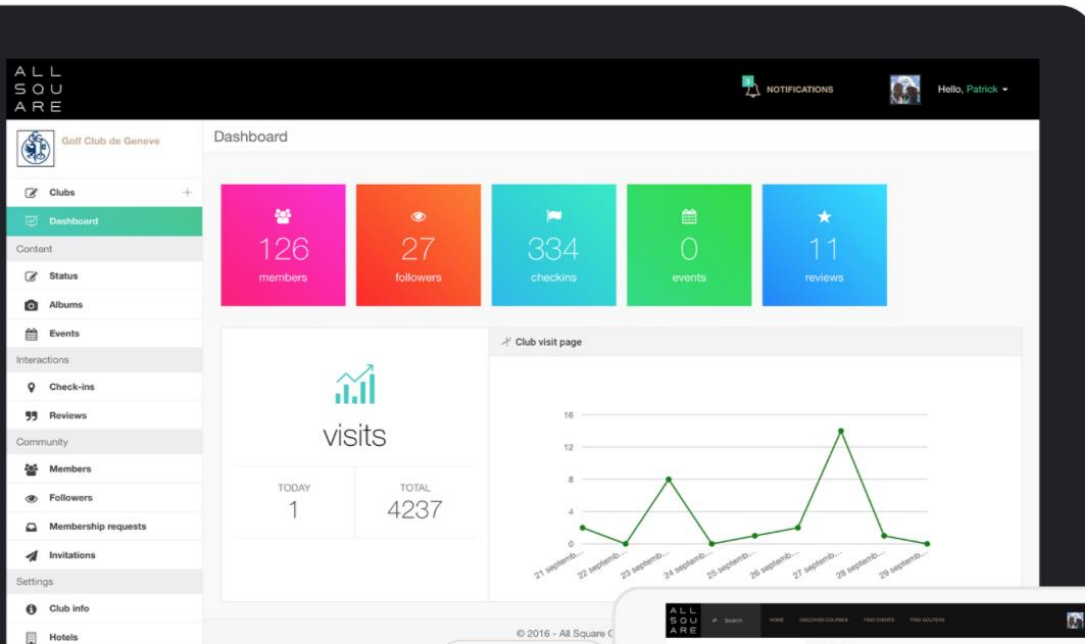 ALL
SQU
ARE
3
NOTIFICATIONS
Hello, Patrick
Golf Club de Geneve
Dashboard
Clubs
Dashboard
Content
Status
Albums
Events
Interactions
Check-ins
Reviews
Community
Members
Followers
Membership requests
Invitations
Settings
Club info
Hotels
126
members
27
followers
334
checkins
0
events
11
reviews
visits
TODAY
1
TOTAL
4237
Club visit page
16
12
8
4
0
21 septemb...
22 septemb...
23 septemb...
24 septemb...
25 septemb...
26 septemb...
27 septemb...
28 septemb...
29 septemb...
© 2016 - All Square
ALL
SQU
ARE
Search
HOME
DISCOVER COURSES
FIND EVENTS
FIND GOLFERS